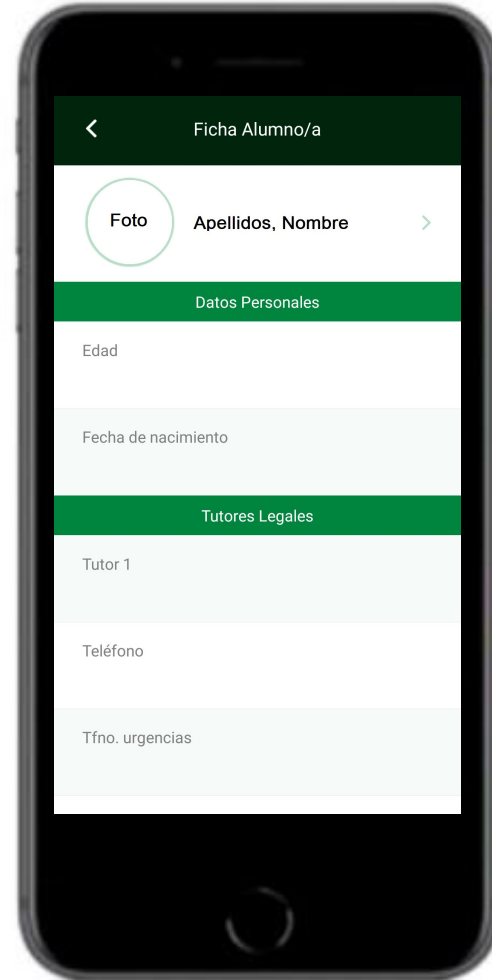 Ficha Alumno/a
Foto
Apellidos, Nombre
Datos Personales
Edad
Fecha de nacimiento
Tutores Legales
Tutor 1
Teléfono
Tfno. urgencias